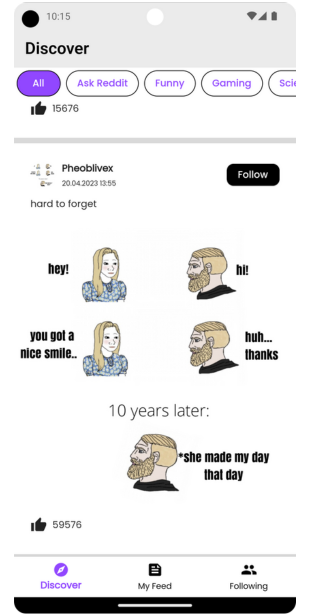 10:15
Discover
All
Ask Reddit
Funny
Gaming
15676
Pheoblivex
20.04.2023 13:55
Follow
hard to forget
hey!
hi!
you got a
nice smile..
huh...
thanks
10 years later:
*she made my day
that day
59576
Discover
My Feed
Following